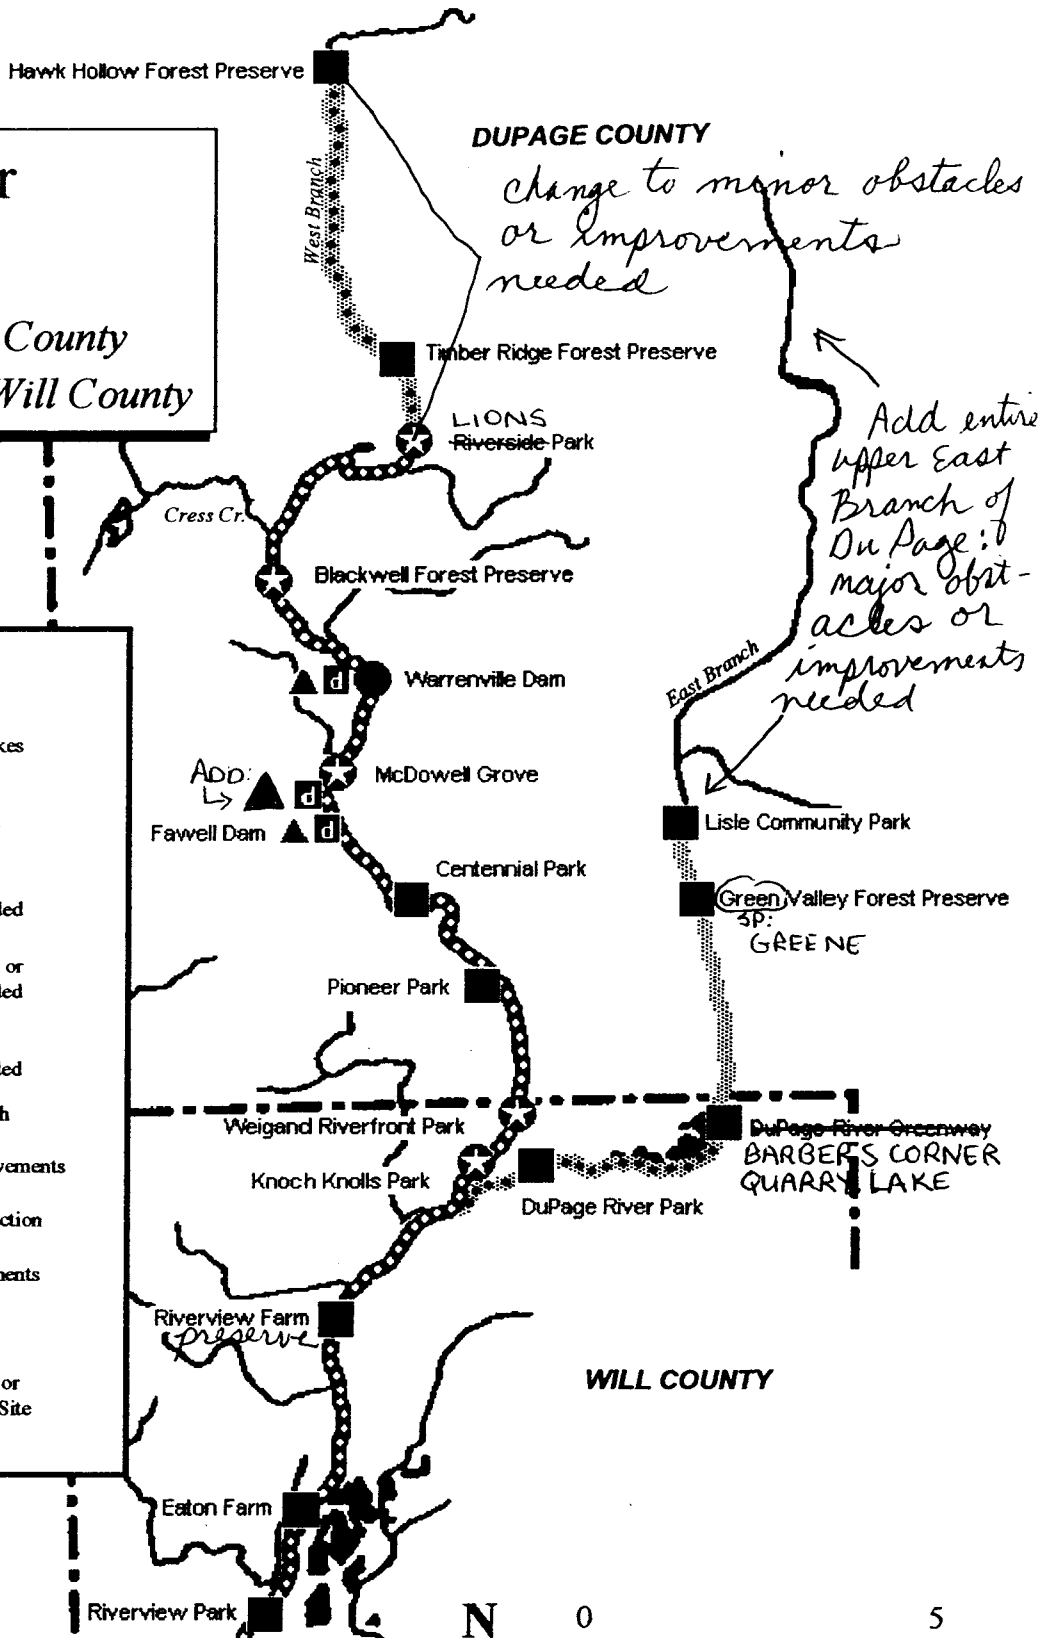 Hawk Hollow Forest Preserve
DUPAGE COUNTY
change to minor obstacles
or improvements
needed
r
West Branch
County
Will County
Timber Ridge Forest Preserve
LIONS
Riverside Park
Add entire
upper East
Branch of
Du Page:
major obst-
acles or
improvements
needed
Cress Cr.
Blackwell Forest Preserve
East Branch
d
Warrenville Dam
kes
ADD:
d
McDowell Grove
Fawell Dam
d
Lisle Community Park
Centennial Park
Green Valley Forest Preserve
SP:
GREENE
ded
or
ded
Pioneer Park
ted
h
Weigand Riverfront Park
DuPage River Greenway
BARBER'S CORNER
QUARRY LAKE
vements
Knoch Knolls Park
DuPage River Park
ction
nents
Riverview Farm
preserve
WILL COUNTY
or
Site
Eaton Farm
Riverview Park
N
0
5